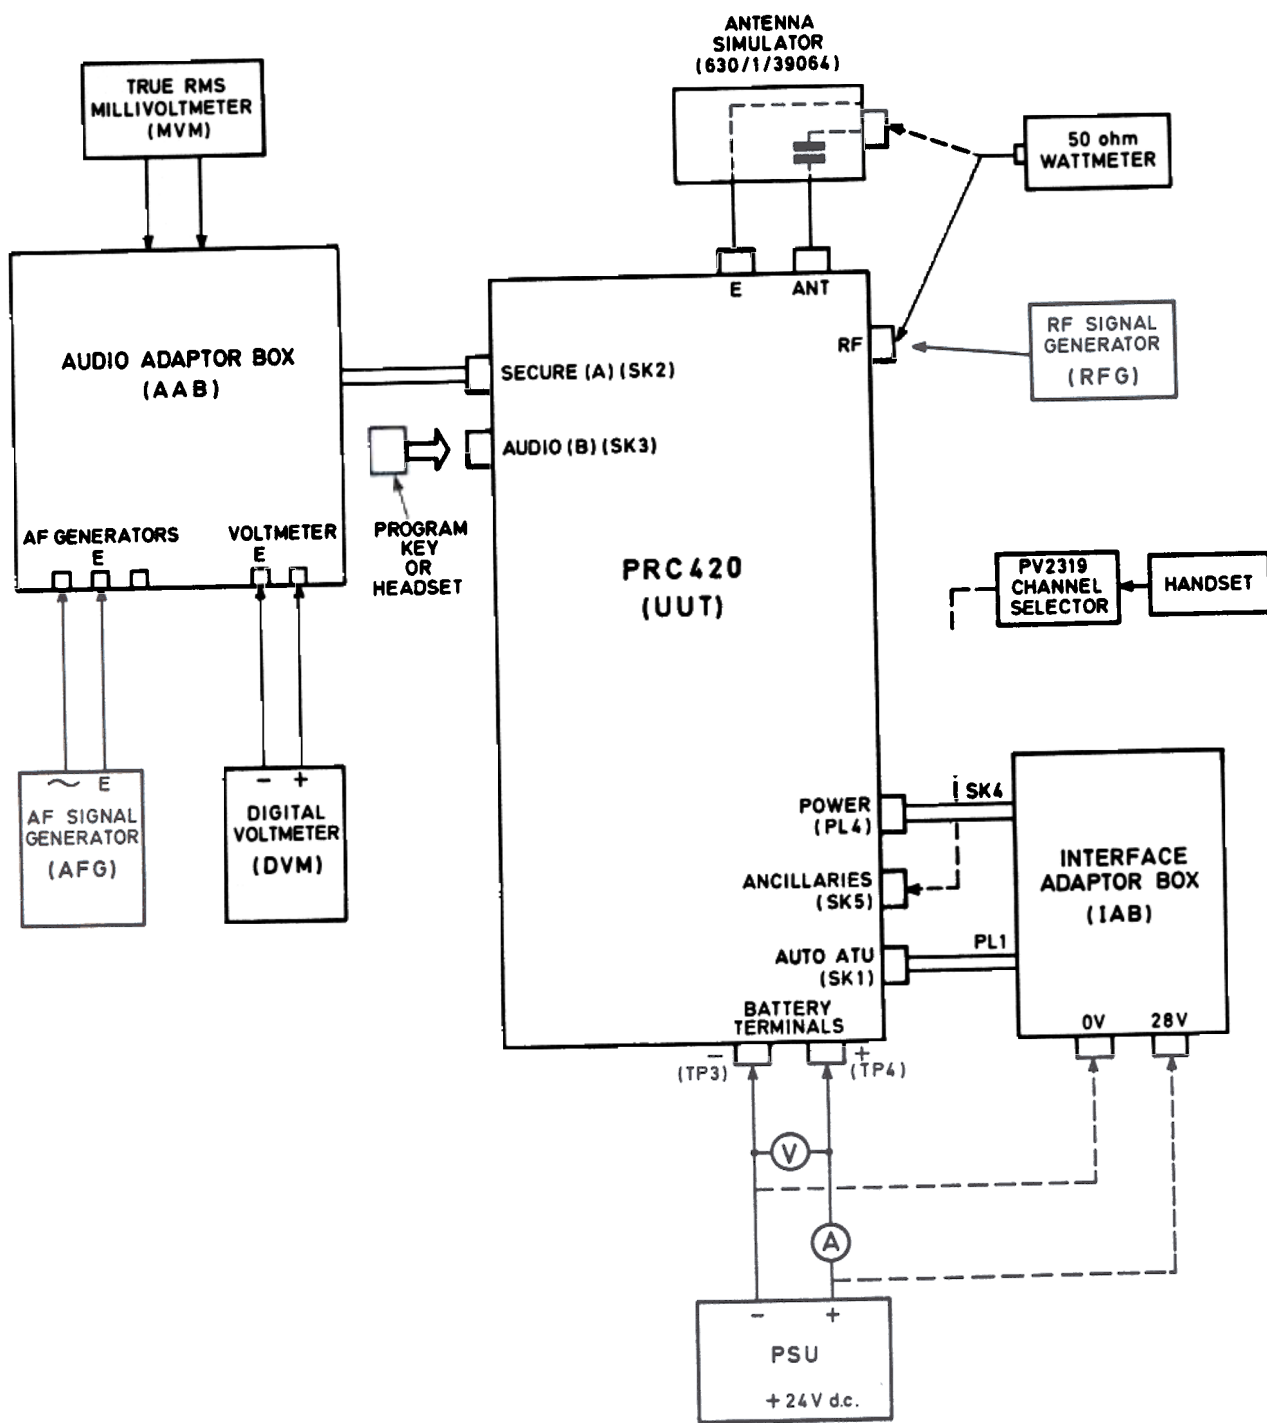 ANTENNA
SIMULATOR
(630/1/39064)
TRUE RMS
MILLIVOLTMETER
(MVM)
50 ohm
WATTMETER
E
ANT
RF
RF SIGNAL
GENERATOR
(RFG)
AUDIO ADAPTOR BOX
(AAB)
SECURE (A) (SK2)
AUDIO (B) (SK3)
PROGRAM
KEY
OR
HEADSET
AF GENERATORS
E
VOLTMETER
E
PRC420
(UUT)
PV2319
CHANNEL
SELECTOR
HANDSET
~ E
AF SIGNAL
GENERATOR
(AFG)
- +
DIGITAL
VOLTMETER
(DVM)
POWER
(PL4)
SK4
ANCILLARIES
(SK5)
AUTO ATU
(SK1)
PL1
INTERFACE
ADAPTOR BOX
(IAB)
0V
28V
BATTERY
TERMINALS
-
(TP3)
+
(TP4)
V
A
- +
PSU
+24V d.c.